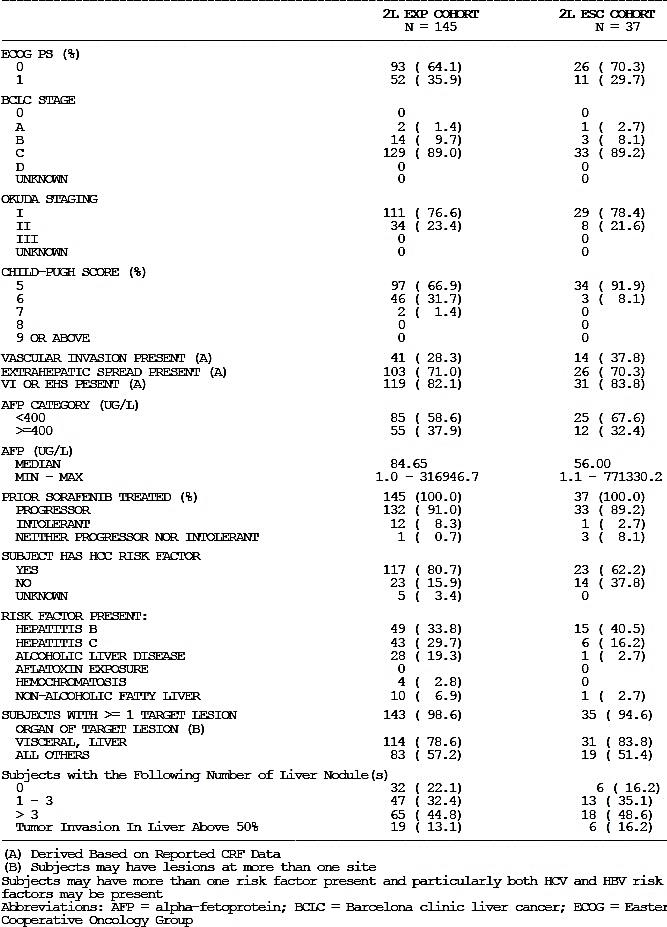 2L EXP COHORT 2L ESC COHORT
N = 145 N = 37
ECOG PS (%)
0 93 ( 64.1) 26 ( 70.3)
1 52 ( 35.9) 11 ( 29.7)
BCLC STAGE
0 0 0
A 2 ( 1.4) 1 ( 2.7)
B 14 ( 9.7) 3 ( 8.1)
C 129 ( 89.0) 33 ( 89.2)
D 0 0
UNKNOWN 0 0
OKUDA STAGING
I 111 ( 76.6) 29 ( 78.4)
II 34 ( 23.4) 8 ( 21.6)
III 0 0
UNKNOWN 0 0
CHILD-PUGH SCORE (%)
5 97 ( 66.9) 34 ( 91.9)
6 46 ( 31.7) 3 ( 8.1)
7 2 ( 1.4) 0
8 0 0
9 OR ABOVE 0 0
VASCULAR INVASION PRESENT (A) 41 ( 28.3) 14 ( 37.8)
EXTRAHEPATIC SPREAD PRESENT (A) 103 ( 71.0) 26 ( 70.3)
VI OR EHS PESENT (A) 119 ( 82.1) 31 ( 83.8)
AFP CATEGORY (UG/L)
<400 85 ( 58.6) 25 ( 67.6)
>=400 55 ( 37.9) 12 ( 32.4)
AFP (UG/L)
MEDIAN 84.65 56.00
MIN - MAX 1.0 - 316946.7 1.1 - 771330.2
PRIOR SORAFENIB TREATED (%) 145 (100.0) 37 (100.0)
PROGRESSOR 132 ( 91.0) 33 ( 89.2)
INTOLERANT 12 ( 8.3) 1 ( 2.7)
NEITHER PROGRESSOR NOR INTOLERANT 1 ( 0.7) 3 ( 8.1)
SUBJECT HAS HCC RISK FACTOR
YES 117 ( 80.7) 23 ( 62.2)
NO 23 ( 15.9) 14 ( 37.8)
UNKNOWN 5 ( 3.4) 0
RISK FACTOR PRESENT:
HEPATITIS B 49 ( 33.8) 15 ( 40.5)
HEPATITIS C 43 ( 29.7) 6 ( 16.2)
ALCOHOLIC LIVER DISEASE 28 ( 19.3) 1 ( 2.7)
AFLATOXIN EXPOSURE 0 0
HEMOCHROMATOSIS 4 ( 2.8) 0
NON-ALCOHOLIC FATTY LIVER 10 ( 6.9) 1 ( 2.7)
SUBJECTS WITH >= 1 TARGET LESION 143 ( 98.6) 35 ( 94.6)
ORGAN OF TARGET LESION (B)
VISCERAL, LIVER 114 ( 78.6) 31 ( 83.8)
ALL OTHERS 83 ( 57.2) 19 ( 51.4)
Subjects with the Following Number of Liver Nodule(s)
0 32 ( 22.1) 6 ( 16.2)
1 - 3 47 ( 32.4) 13 ( 35.1)
> 3 65 ( 44.8) 18 ( 48.6)
Tumor Invasion In Liver Above 50% 19 ( 13.1) 6 ( 16.2)
(A) Derived Based on Reported CRF Data
(B) Subjects may have lesions at more than one site
Subjects may have more than one risk factor present and particularly both HCV and HBV risk
factors may be present
Abbreviations: AFP = alpha-fetoprotein; BCLC = Barcelona clinic liver cancer; ECOG = Easter
Cooperative Oncology Group